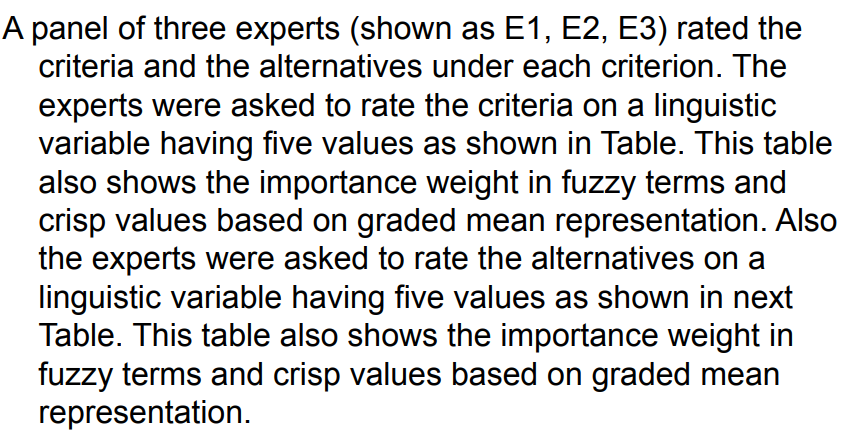 A panel of three experts (shown as E1, E2, E3) rated the
criteria and the alternatives under each criterion. The
experts were asked to rate the criteria on a linguistic
variable having five values as shown in Table. This table
also shows the importance weight in fuzzy terms and
crisp values based on graded mean representation. Also
the experts were asked to rate the alternatives on a
linguistic variable having five values as shown in next
Table. This table also shows the importance weight in
fuzzy terms and crisp values based on graded mean
representation.